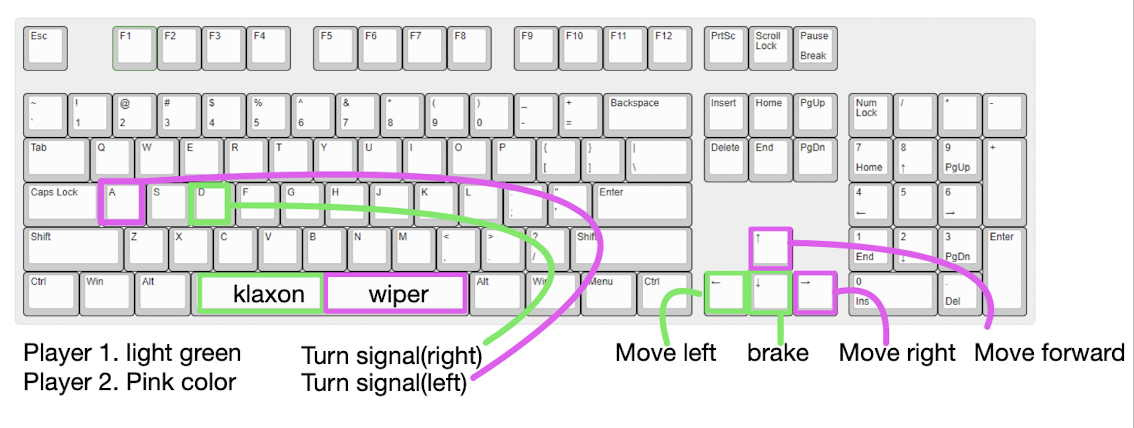 Esc F1 F2 F3 F4 F5 F6 F7 F8 F9 F10 F11 F12 PrtSc Scroll Lock Pause Break
~ ! @ # $ % ^ & * ( ) _ + Backspace Insert Home PgUp Num Lock / * -
` 1 2 3 4 5 6 7 8 9 0 - =
Tab Q W E R T Y U I O P { } | Delete End PgDn 7 8 9 +
[ ] \ Home ↑ PgUp
Caps Lock A S D F G H J K L : " Enter 4 5 6
; ' ← →
Shift Z X C V B N M < > ? Shift ↑ 1 2 3 Enter
, . / End ↓ PgDn
Ctrl Win Alt klaxon wiper Alt Win Menu Ctrl ← ↓ → 0 .
Ins Del
Player 1. light green
Player 2. Pink color
Turn signal(right)
Turn signal(left)
Move left brake Move right Move forward